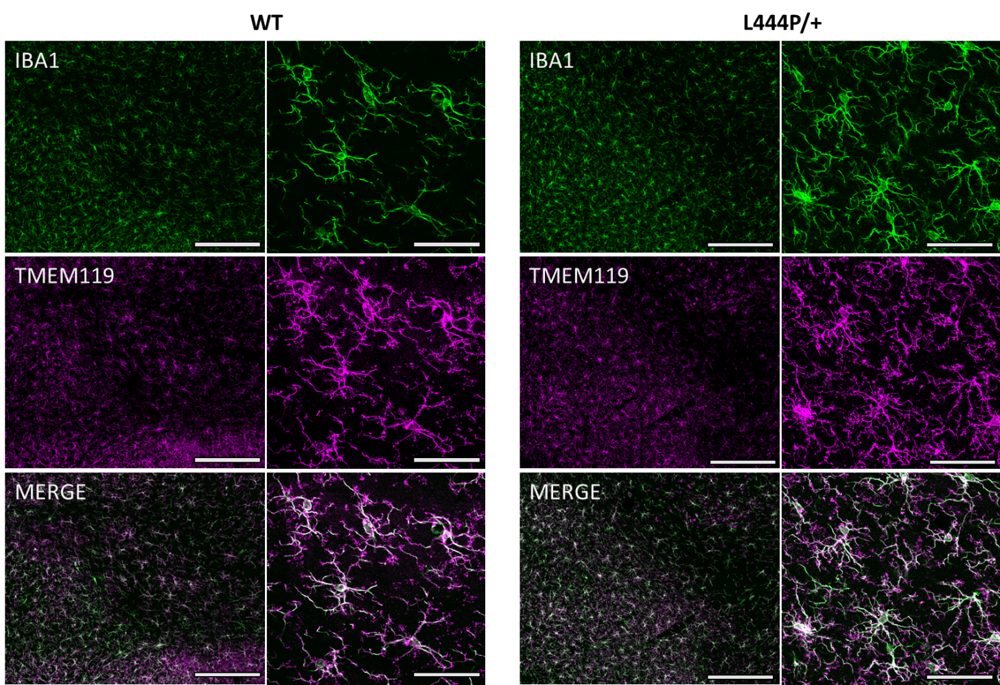 WT
L444P/+
IBA1
IBA1
TMEM119
TMEM119
MERGE
MERGE